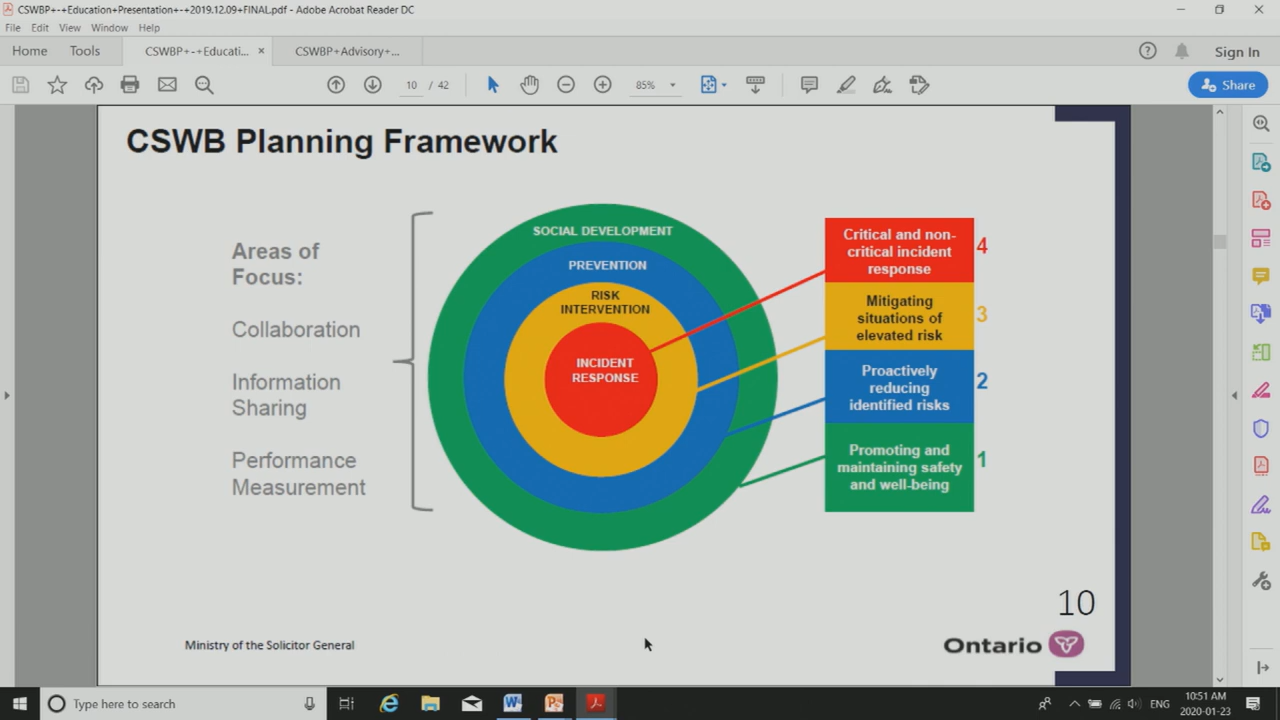 CSWBP+-+Education+Presentation+-+2019.12.09+FINAL.pdf - Adobe Acrobat Reader DC
File Edit View Window Help
Home Tools CSWBP+-+Educati... × CSWBP+Advisory+... Sign In
10 / 42 85% Share
CSWB Planning Framework
Areas of
Focus:
Collaboration
Information
Sharing
Performance
Measurement
SOCIAL DEVELOPMENT
PREVENTION
RISK
INTERVENTION
INCIDENT
RESPONSE
Critical and non-
critical incident
response
4
Mitigating
situations of
elevated risk
3
Proactively
reducing
identified risks
2
Promoting and
maintaining safety
and well-being
1
10
Ministry of the Solicitor General
Ontario
Type here to search
ENG
10:51 AM
2020-01-23